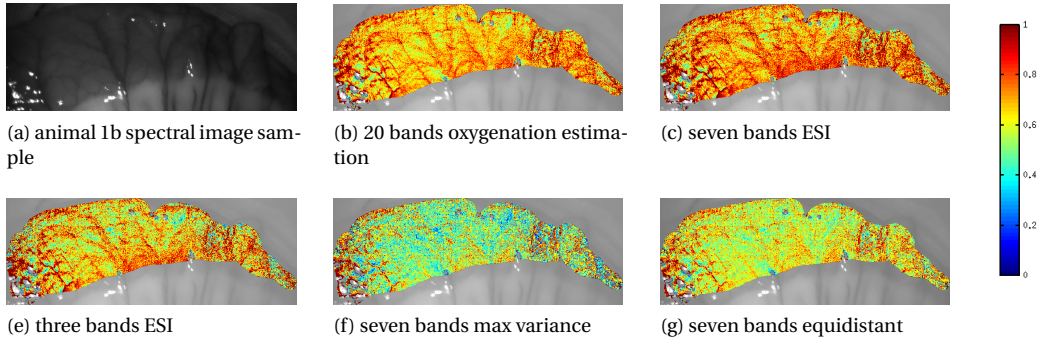 (a) animal 1b spectral image sam-
ple
(b) 20 bands oxygenation estima-
tion
(c) seven bands ESI
1
0.8
0.6
0.4
0.2
0
(e) three bands ESI
(f) seven bands max variance
(g) seven bands equidistant